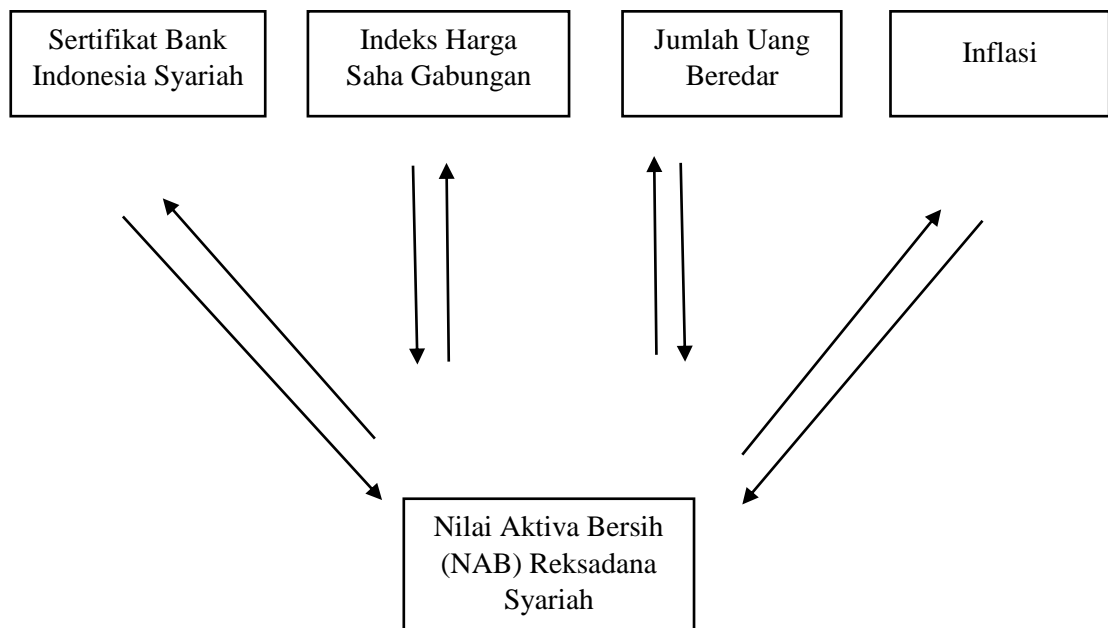 Sertifikat Bank
Indonesia Syariah
Indeks Harga
Saha Gabungan
Jumlah Uang
Beredar
Inflasi
Nilai Aktiva Bersih
(NAB) Reksadana
Syariah